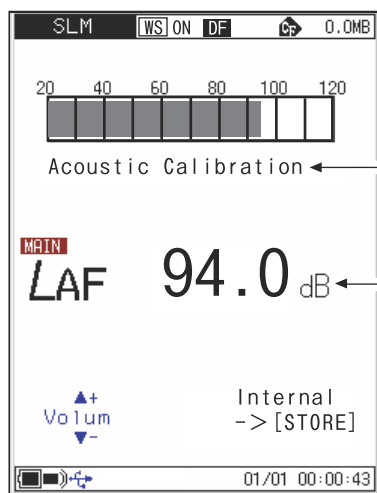 SLM WS ON DF CF 0.0MB
20 40 60 80 100 120
Acoustic Calibration
MAIN
LAF 94.0 dB
+
Volum
-
Internal
->[STORE]
01/01 00:00:43